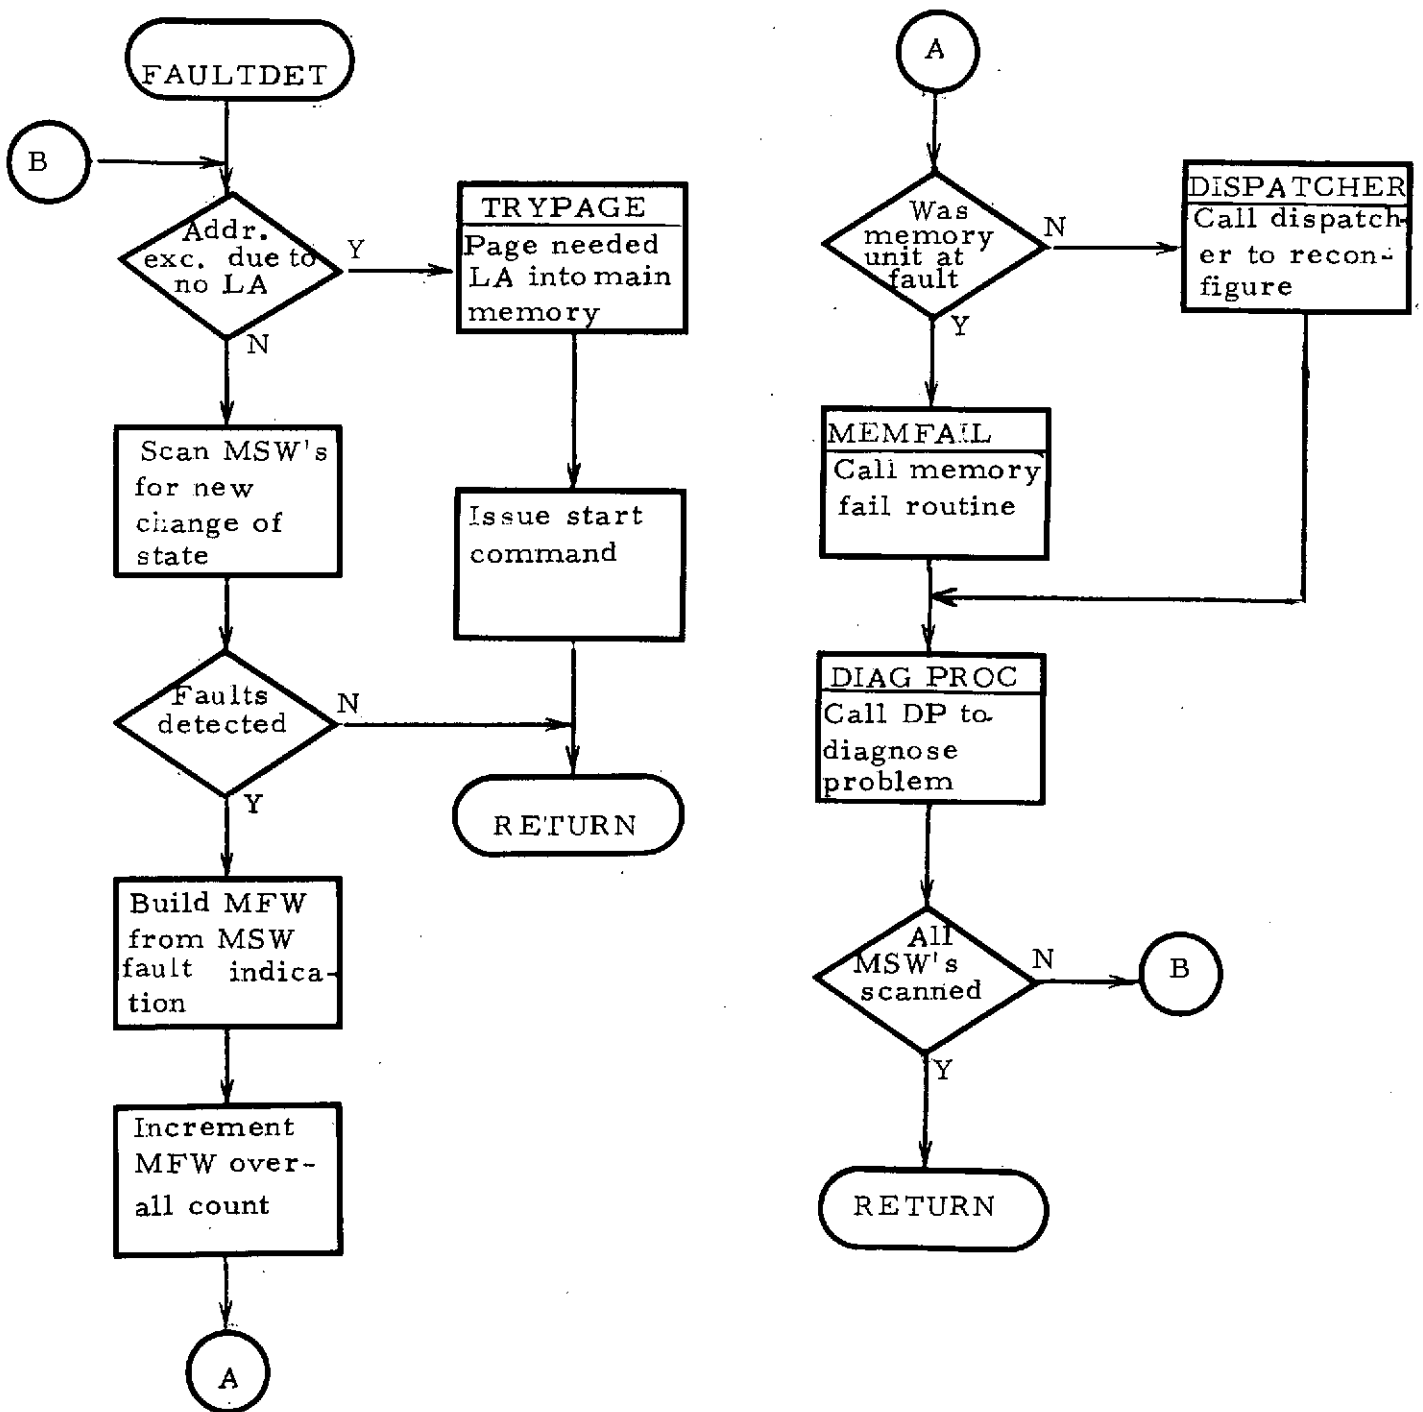 FAULTDET
B
Addr.
exc. due to
no LA
Y
N
TRYPAGE
Page needed
LA into main
memory
Scan MSW's
for new
change of
state
Issue start
command
Faults
detected
N
Y
RETURN
Build MFW
from MSW
fault indica-
tion
Increment
MFW over-
all count
A
A
Was
memory
unit at
fault
N
Y
DISPATCHER
Call dispatch-
er to recon-
figure
MEMFAIL
Call memory
fail routine
DIAG PROC
Call DP to
diagnose
problem
All
MSW's
scanned
N
B
Y
RETURN